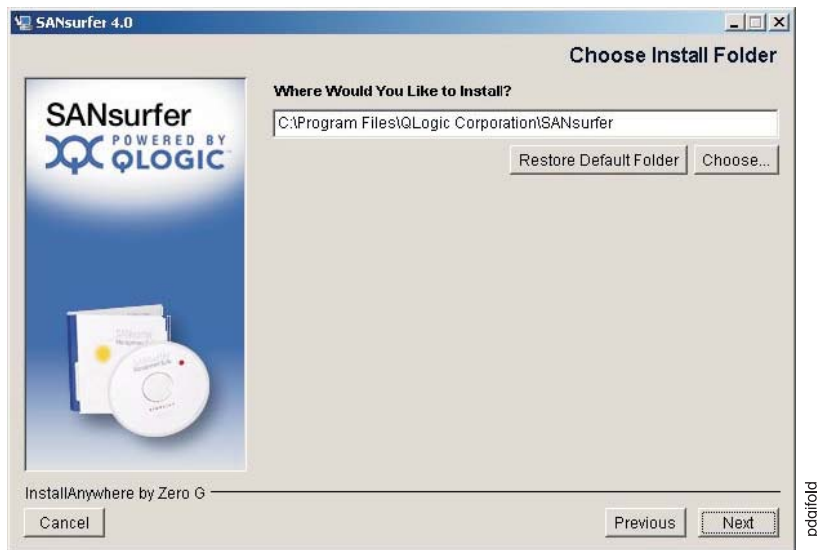 SANsurfer 4.0
Choose Install Folder
SANsurfer
POWERED BY
QLOGIC
Where Would You Like to Install?
C:\Program Files\QLogic Corporation\SANsurfer
Restore Default Folder
Choose...
InstallAnywhere by Zero G
Cancel
Previous
Next
pdaifold